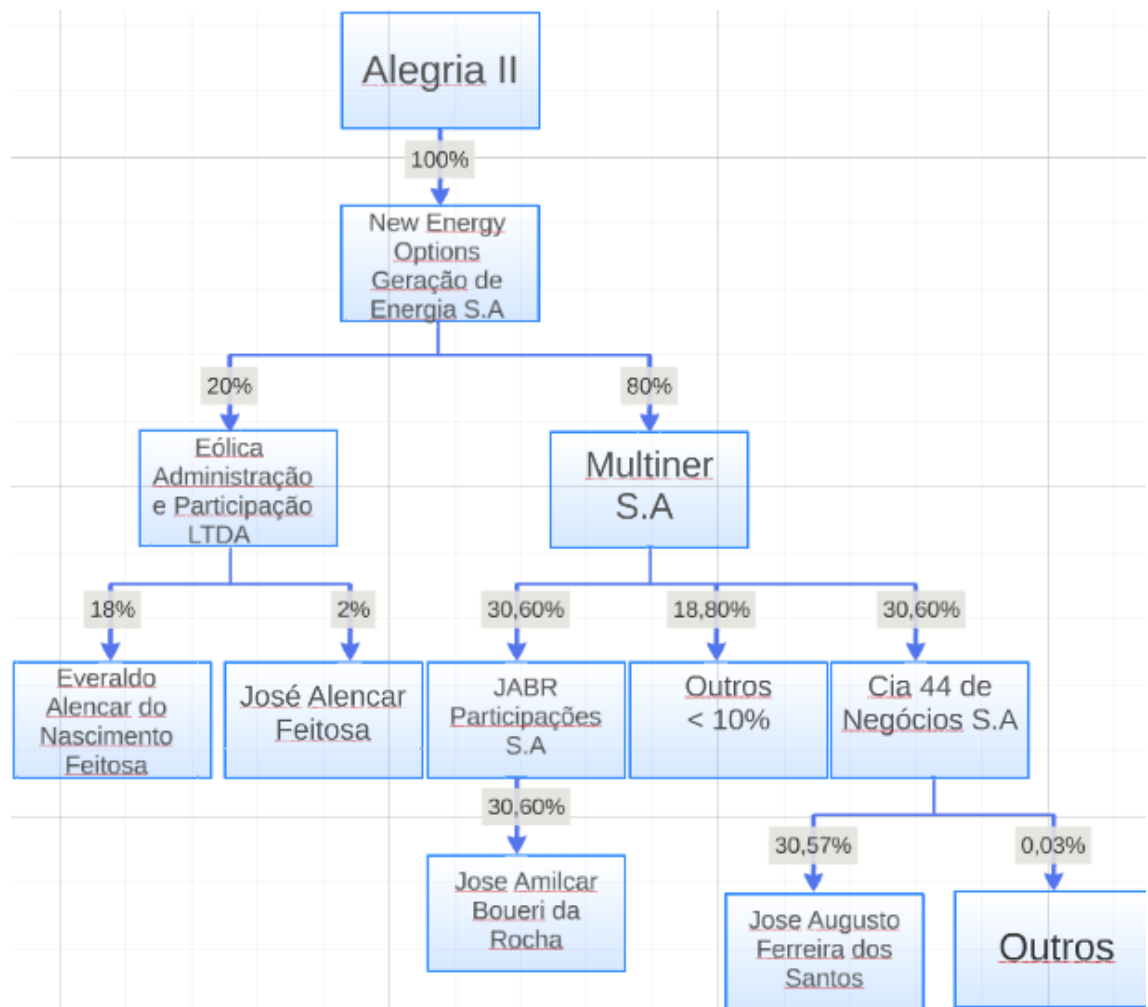 Alegria II
100%
New Energy
Options
Geração de
Energia S.A
20%
80%
Eólica
Administração
e Participação
LTDA
Multiner
S.A
18%
2%
30,60%
18,80%
30,60%
Everaldo
Alencar do
Nascimento
Feitosa
José Alencar
Feitosa
JABR
Participações
S.A
Outros
< 10%
Cia 44 de
Negócios S.A
30,60%
30,57%
0,03%
Jose Amilcar
Boueri da
Rocha
Jose Augusto
Ferreira dos
Santos
Outros